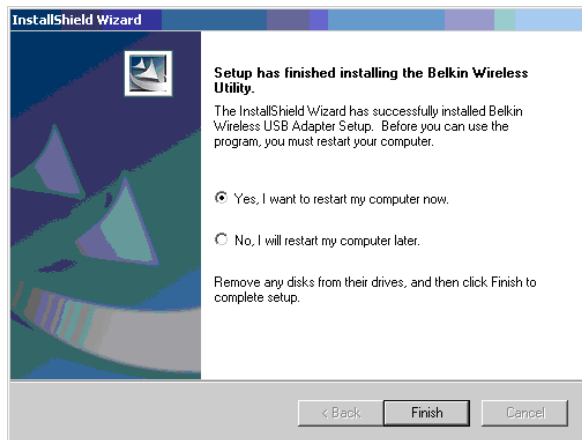 InstallShield Wizard
Setup has finished installing the Belkin Wireless
Utility.
The InstallShield Wizard has successfully installed Belkin
Wireless USB Adapter Setup. Before you can use the
program, you must restart your computer.
Yes, I want to restart my computer now.
No, I will restart my computer later.
Remove any disks from their drives, and then click Finish to
complete setup.
< Back Finish Cancel